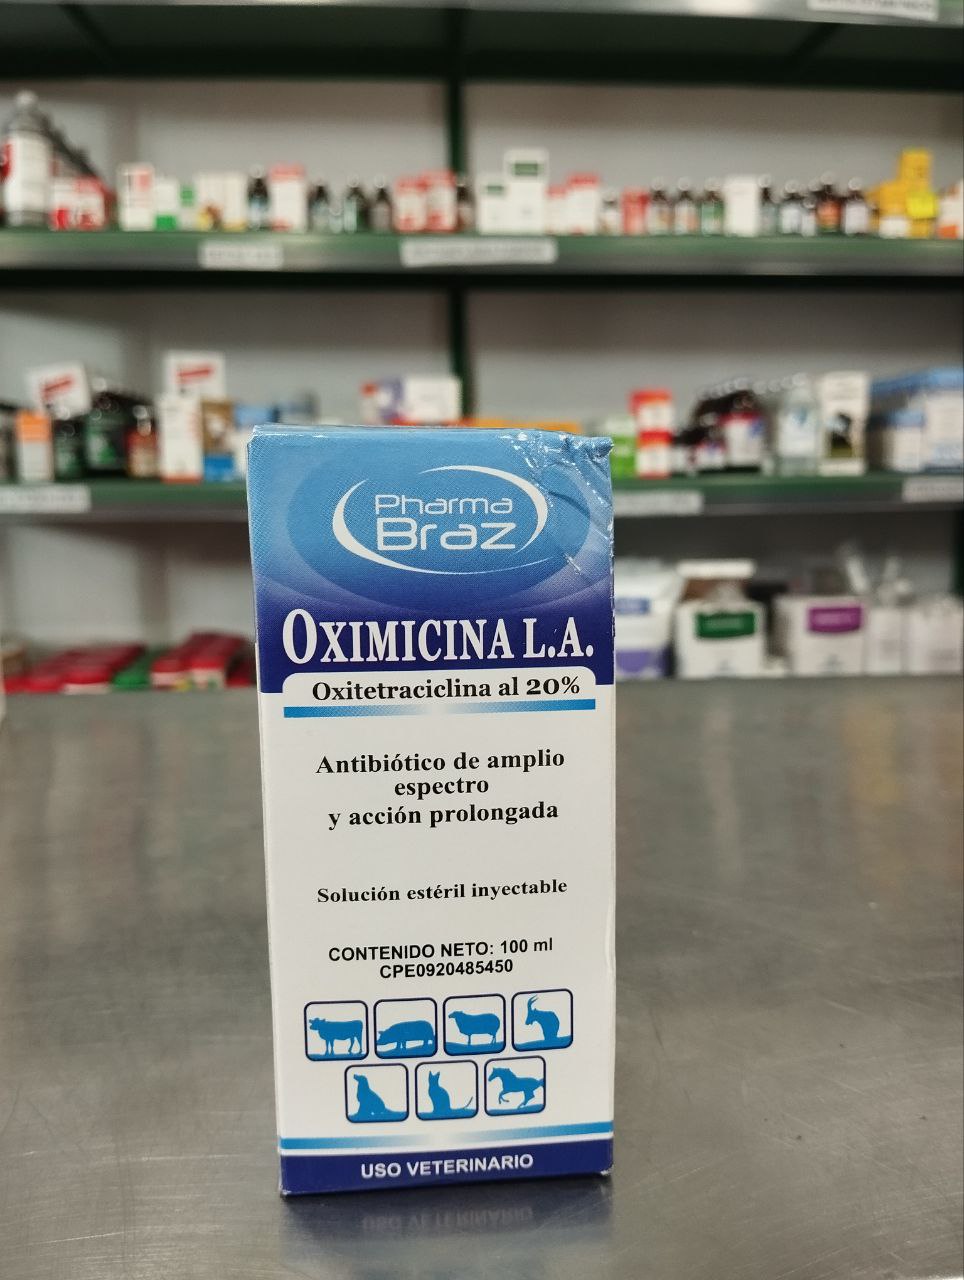 Pharma
Braz
OXIMICINA L.A.
Oxitetraciclina al 20%
Antibiótico de amplio
espectro
y acción prolongada
Solución estéril inyectable
CONTENIDO NETO: 100 ml
CPE0920485450
USO VETERINARIO